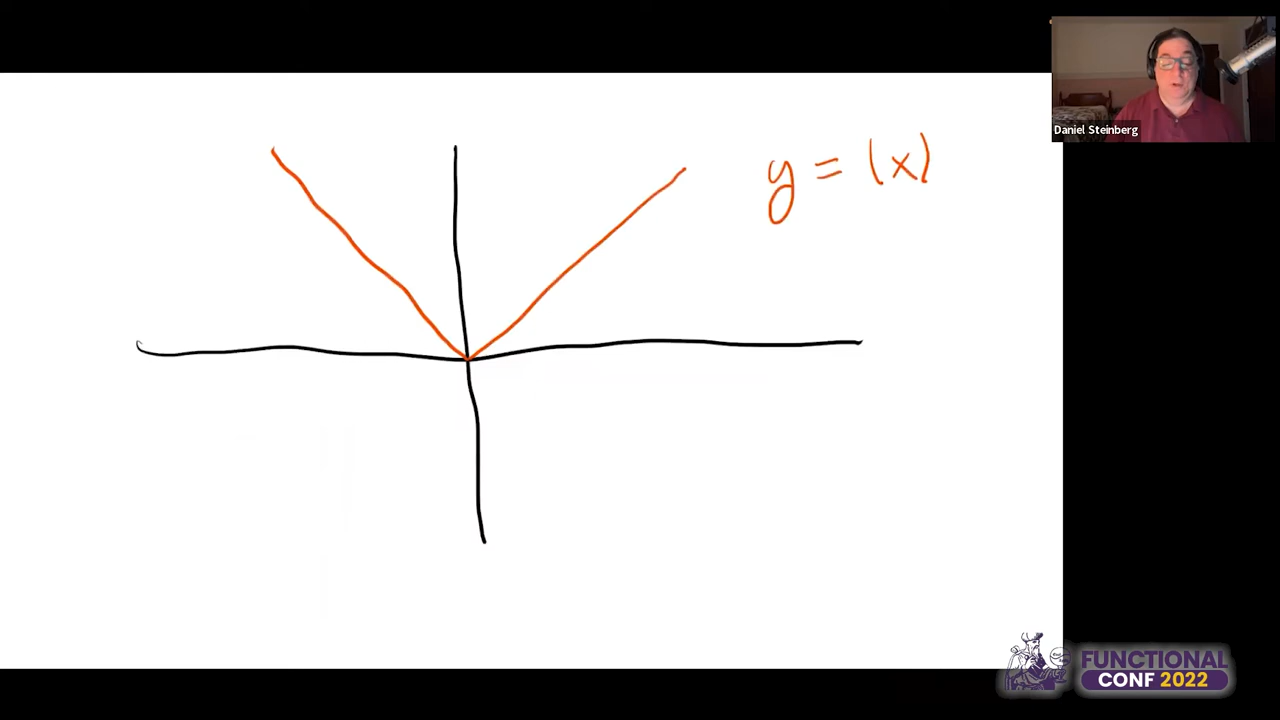 Daniel Steinberg
y = |x|
FUNCTIONAL
CONF 2022